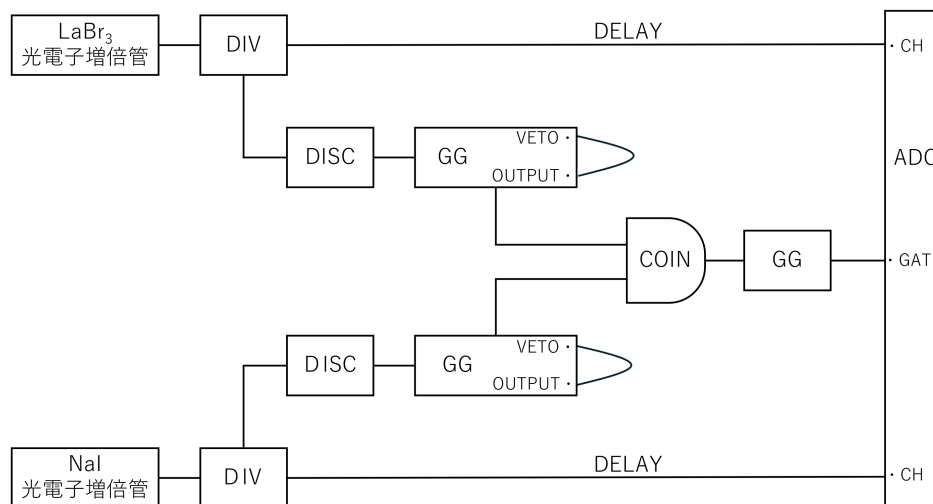 LaBr₃
光電子増倍管
DIV
DELAY
· CH
DISC
GG
VETO ·
OUTPUT ·
ADC
COIN
GG
· GAT
DISC
GG
VETO ·
OUTPUT ·
NaI
光電子増倍管
DIV
DELAY
· CH